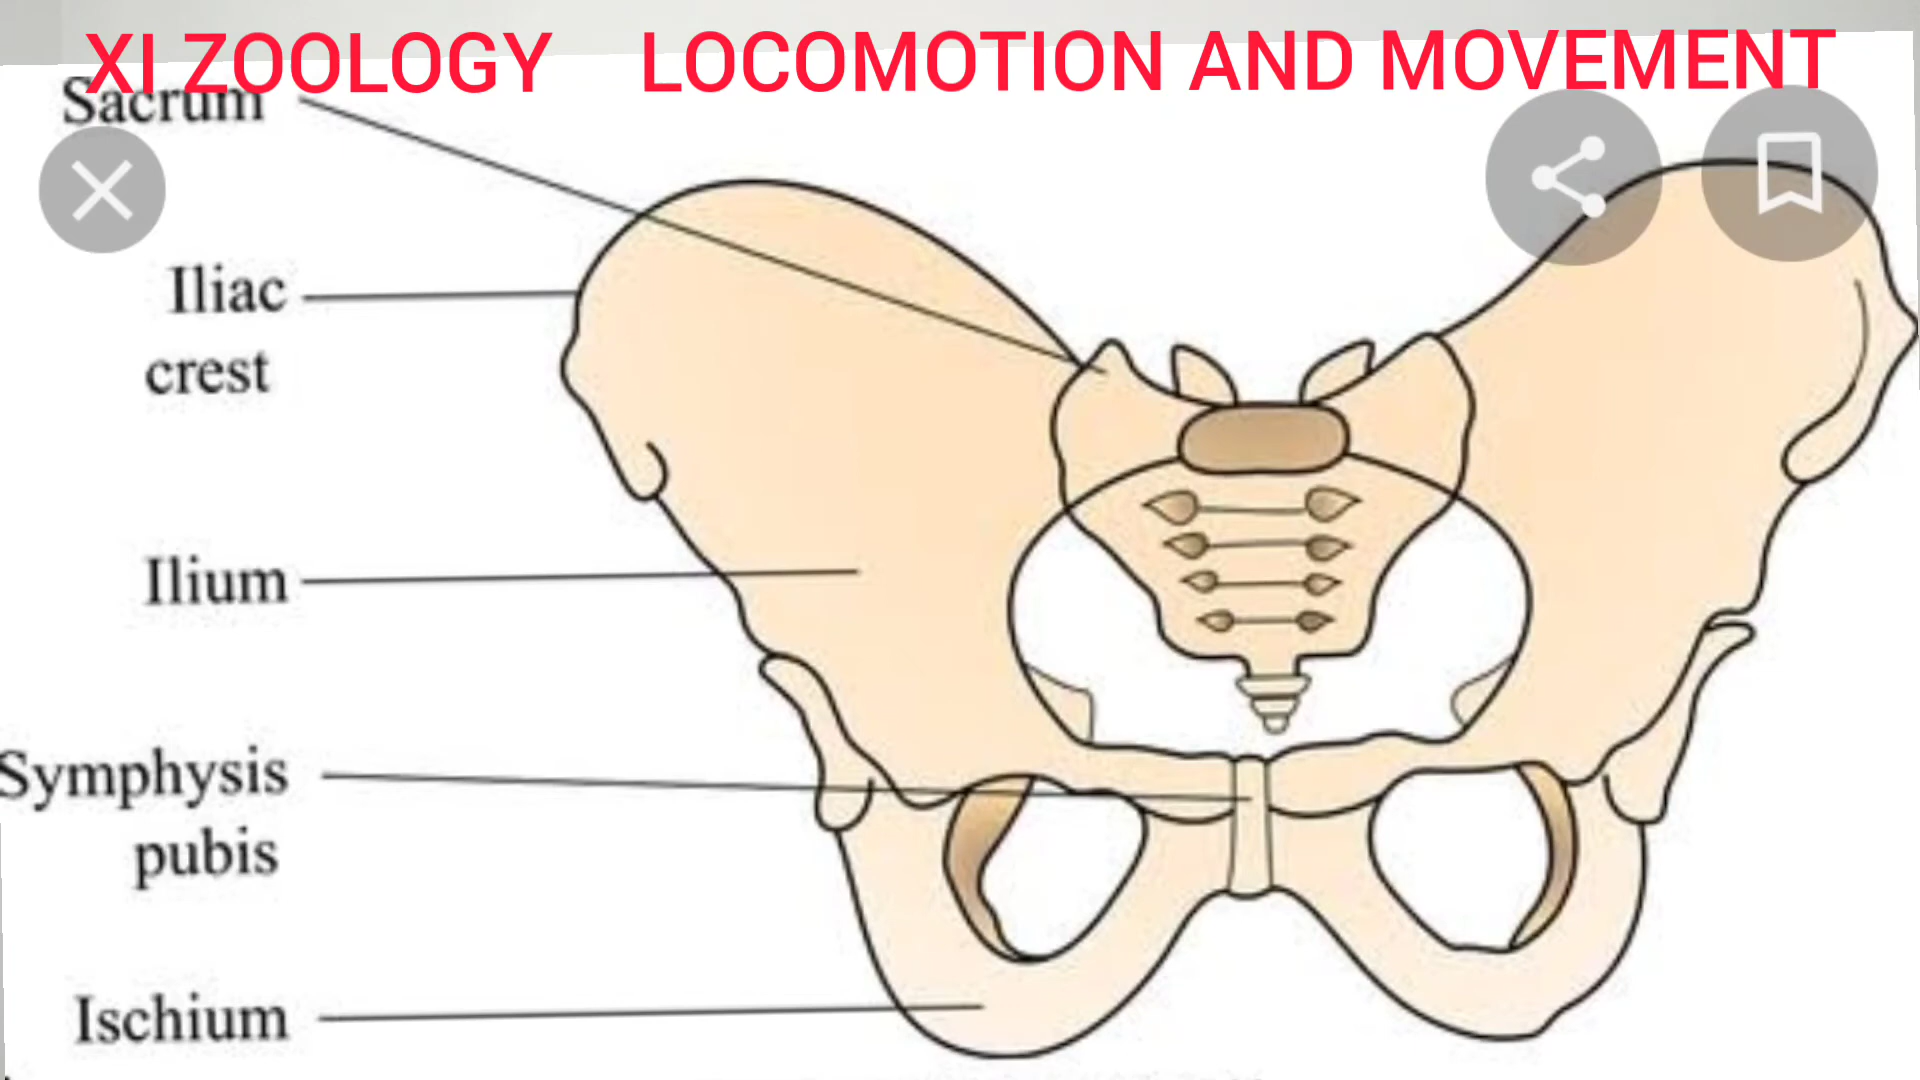 XI ZOOLOGY LOCOMOTION AND MOVEMENT
Sacrum
Iliac
crest
Ilium
Symphysis
pubis
Ischium